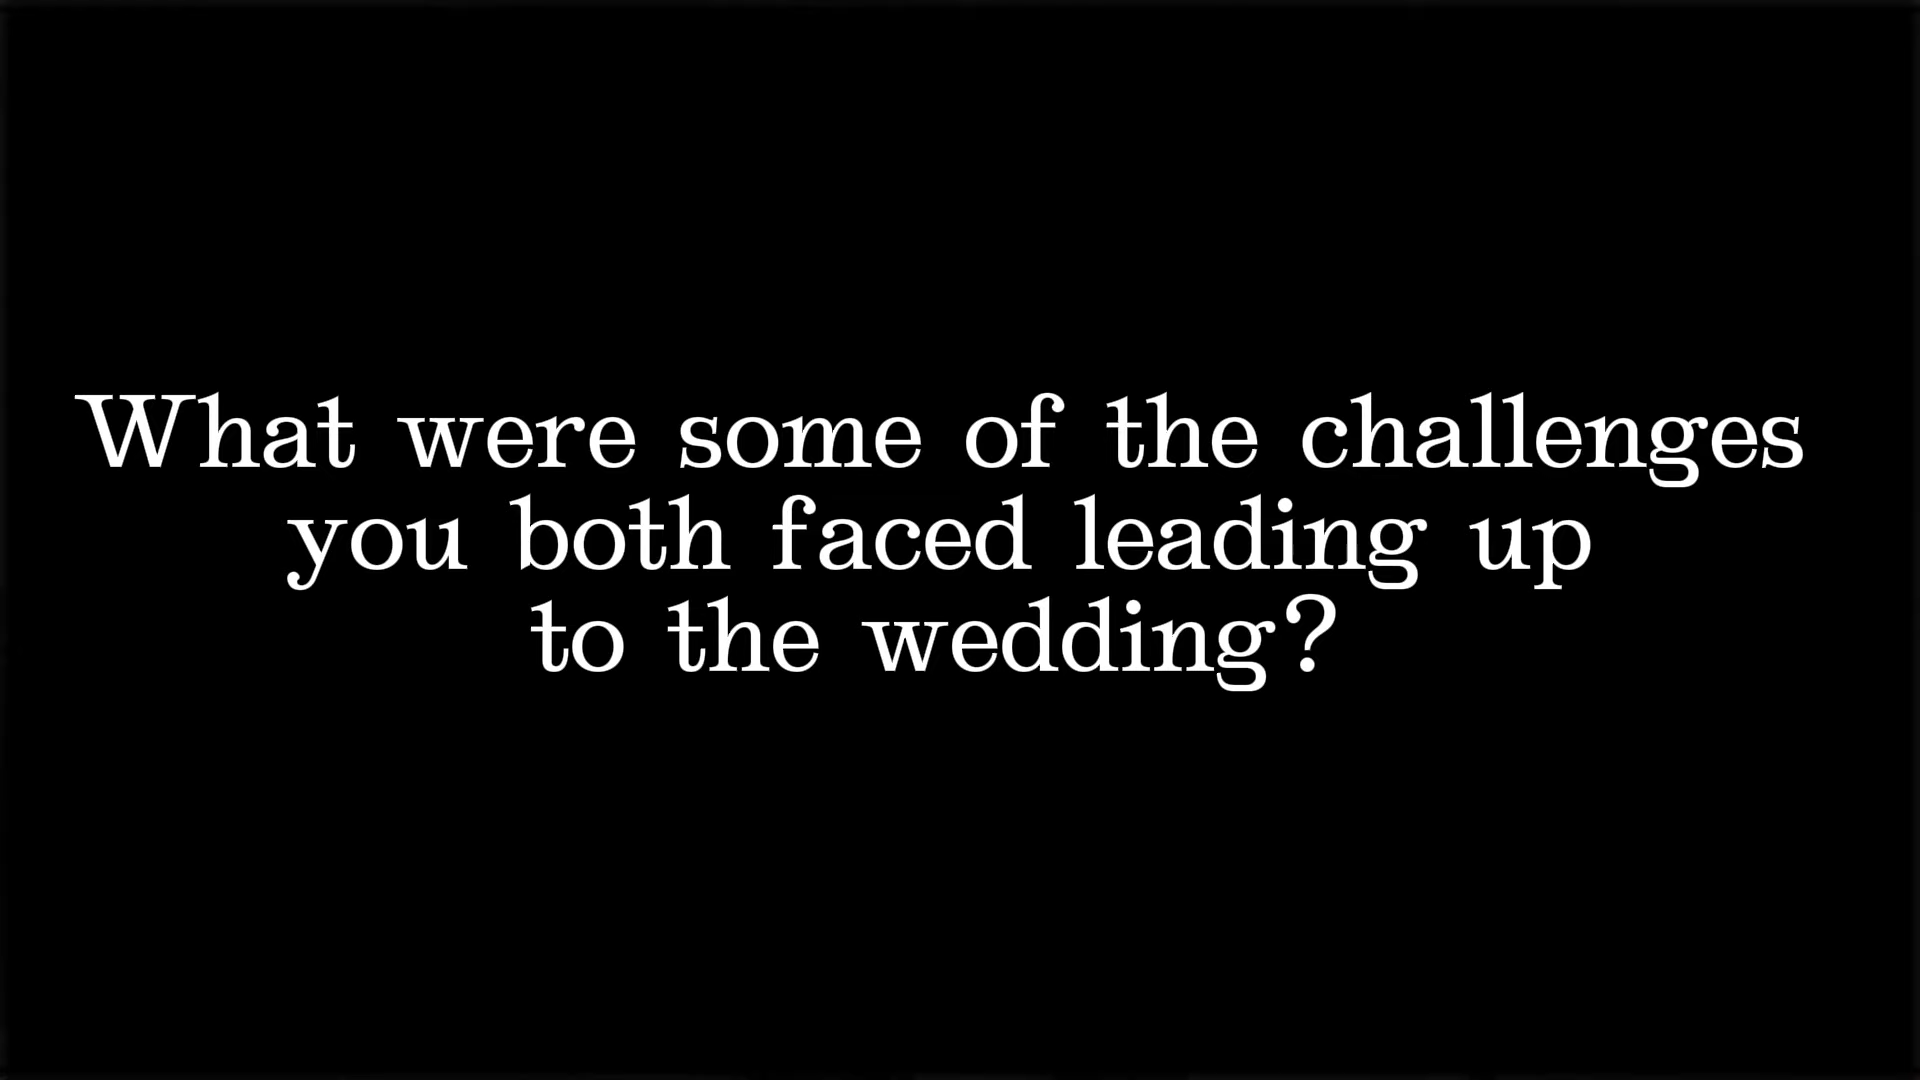 What were some of the challenges
you both faced leading up
to the wedding?